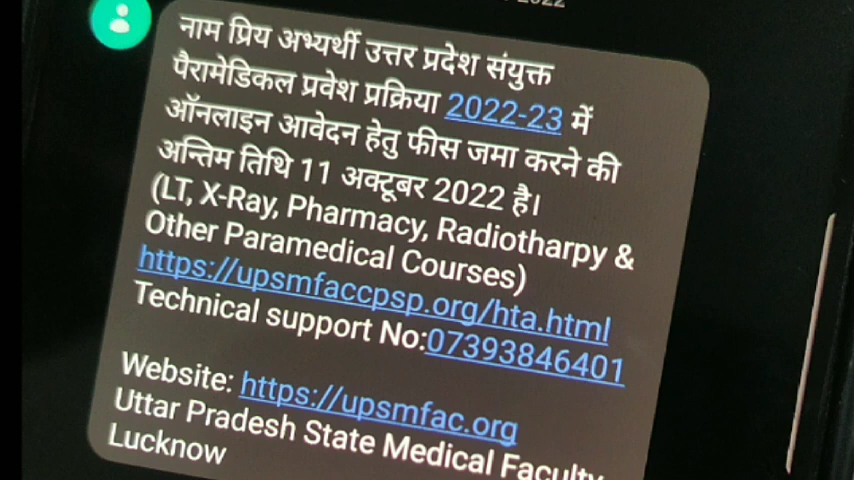 2022
नाम प्रिय अभ्यर्थी उत्तर प्रदेश संयुक्त
पैरामेडिकल प्रवेश प्रक्रिया 2022-23 में
ऑनलाइन आवेदन हेतु फीस जमा करने की
अन्तिम तिथि 11 अक्टूबर 2022 है।
(LT, X-Ray, Pharmacy, Radiotharpy &
Other Paramedical Courses)
https://upsmfaccpsp.org/hta.html
Technical support No:07393846401
Website: https://upsmfac.org
Uttar Pradesh State Medical Faculty
Lucknow